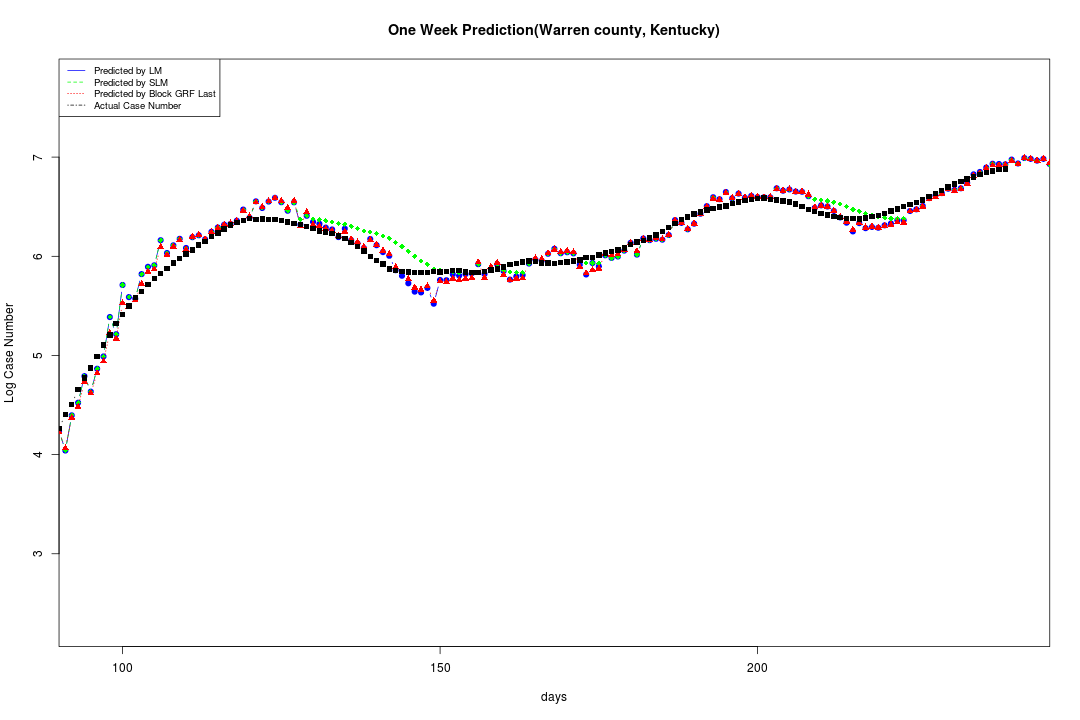 One Week Prediction(Warren county, Kentucky)
Predicted by LM
Predicted by SLM
Predicted by Block GRF Last
Actual Case Number
7
6
5
4
3
Log Case Number
100 150 200
days